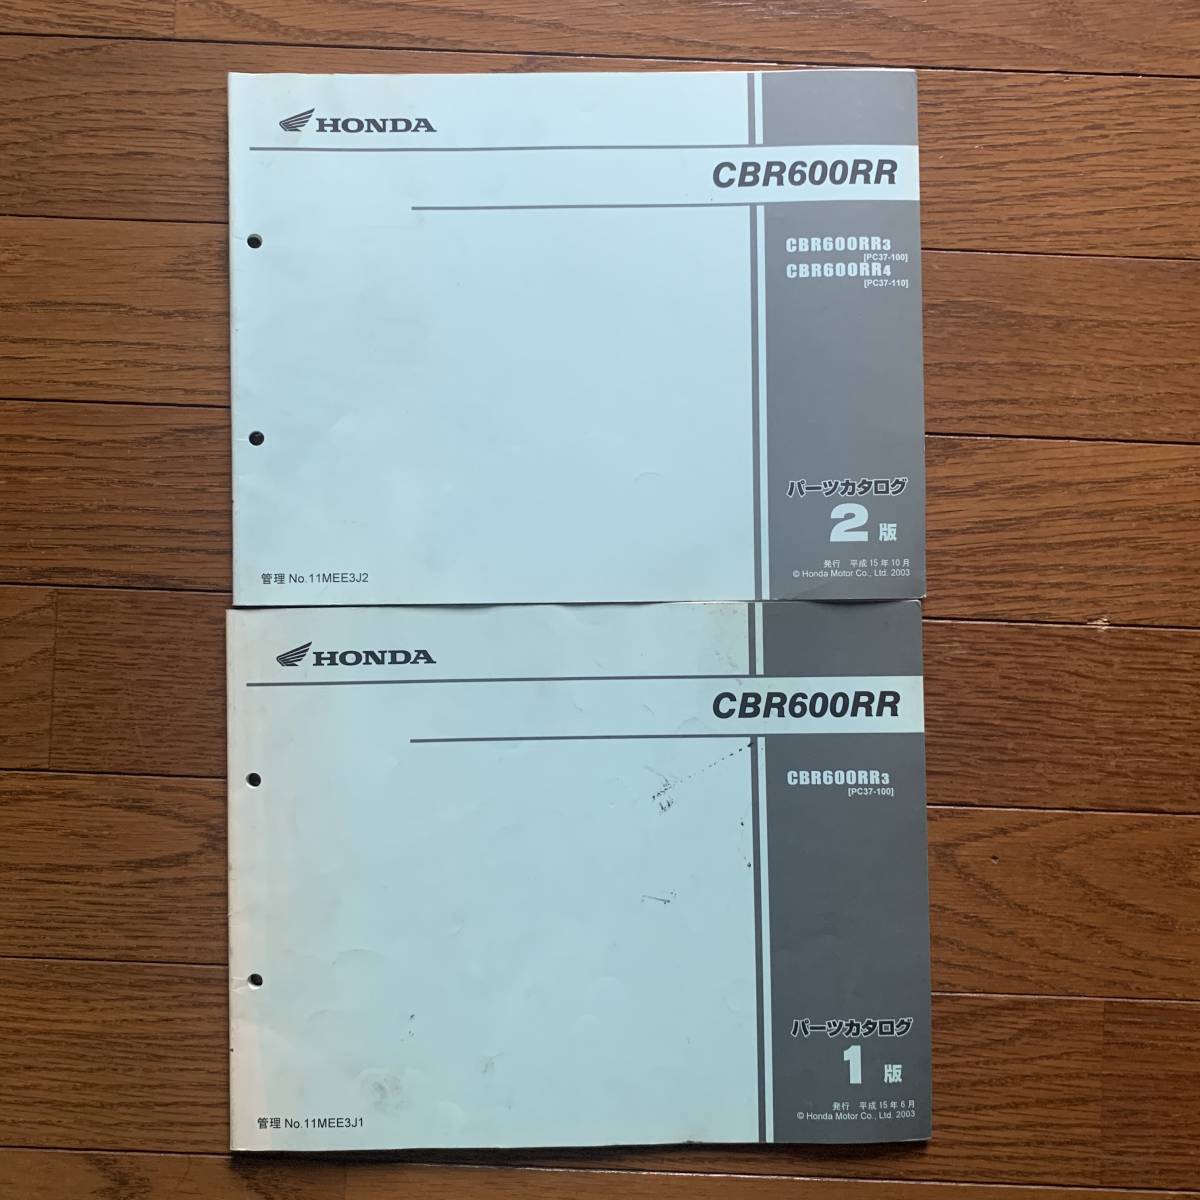 HONDA
CBR600RR
CBR600RR3
[PC37-100]
CBR600RR4
[PC37-110]
パーツカタログ
2 版
発行 平成15年10月
© Honda Motor Co., Ltd. 2003
管理 No.11MEE3J2
HONDA
CBR600RR
CBR600RR3
[PC37-100]
パーツカタログ
1 版
発行 平成15年6月
© Honda Motor Co., Ltd. 2003
管理 No.11MEE3J1